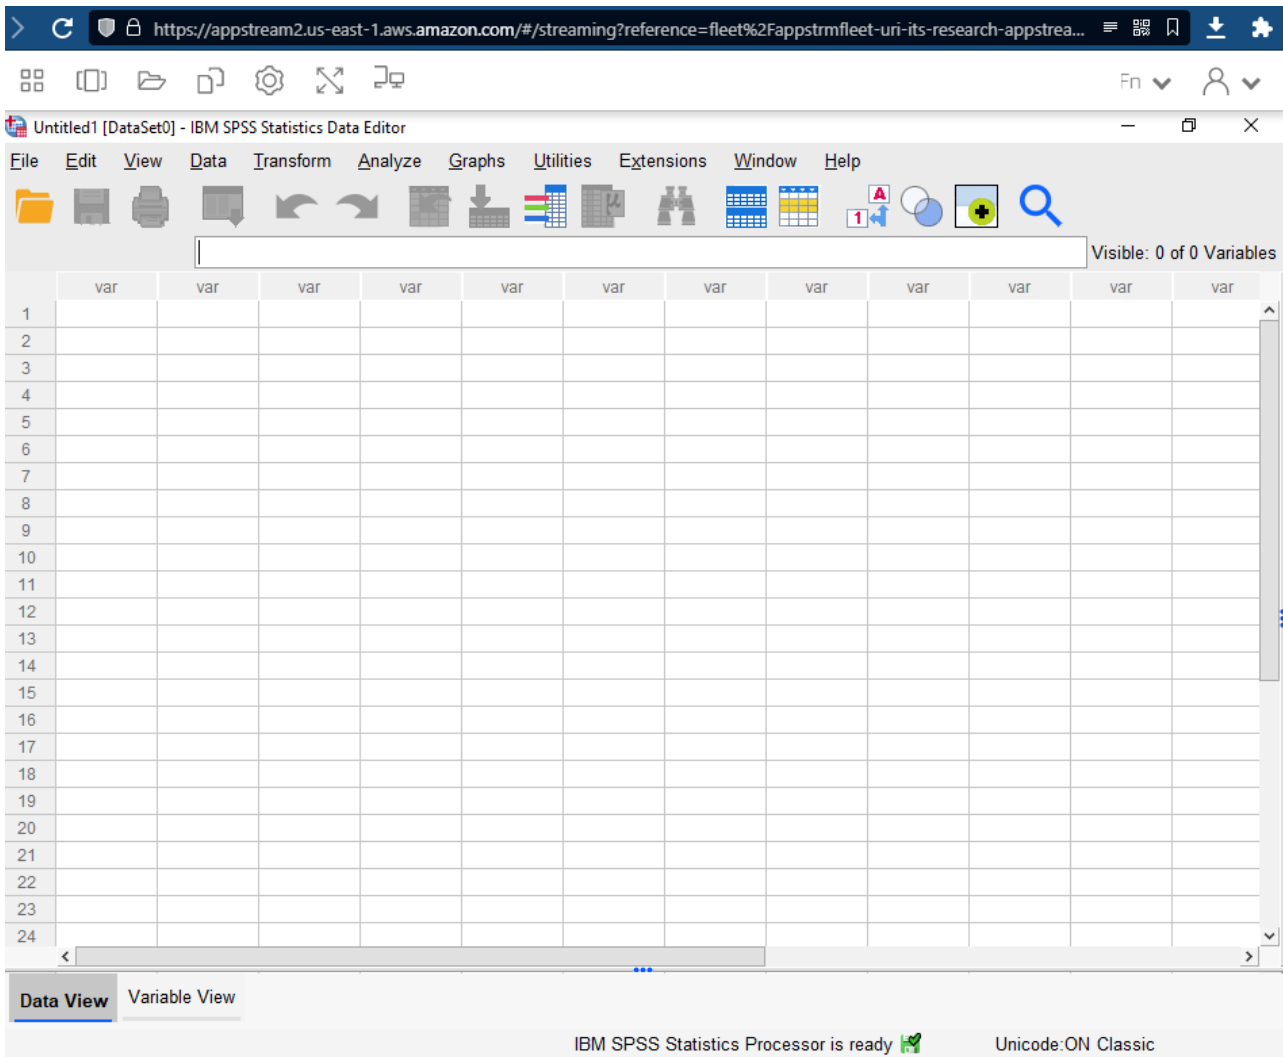 https://appstream2.us-east-1.aws.amazon.com/#/streaming?reference=fleet%2Fappstrmfleet-uri-its-research-appstrea...
Fn
Untitled1 [DataSet0] - IBM SPSS Statistics Data Editor
File Edit View Data Transform Analyze Graphs Utilities Extensions Window Help
A
1
μ
Visible: 0 of 0 Variables
var var var var var var var var var var var var
1
2
3
4
5
6
7
8
9
10
11
12
13
14
15
16
17
18
19
20
21
22
23
24
Data View Variable View
IBM SPSS Statistics Processor is ready Unicode:ON Classic